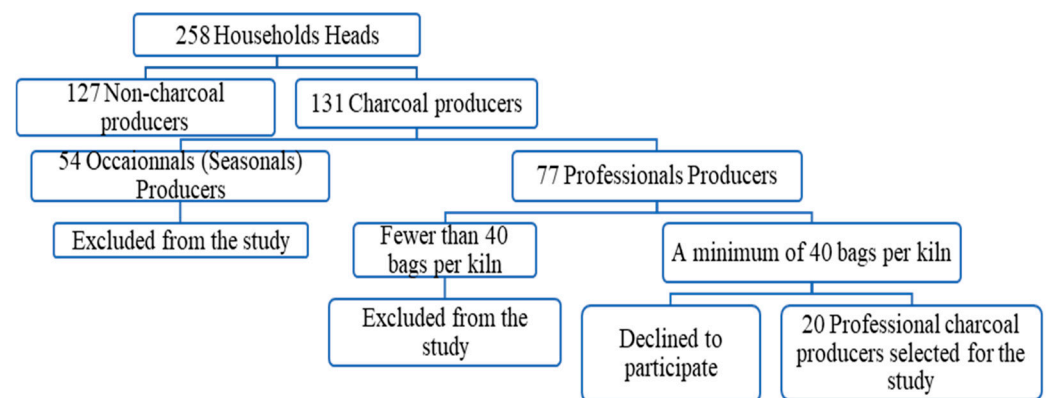 258 Households Heads
127 Non-charcoal
producers
131 Charcoal producers
54 Occaionnals (Seasonals)
Producers
77 Professionals Producers
Excluded from the study
Fewer than 40
bags per kiln
A minimum of 40 bags per kiln
Excluded from the
study
Declined to
participate
20 Professional charcoal
producers selected for the
study